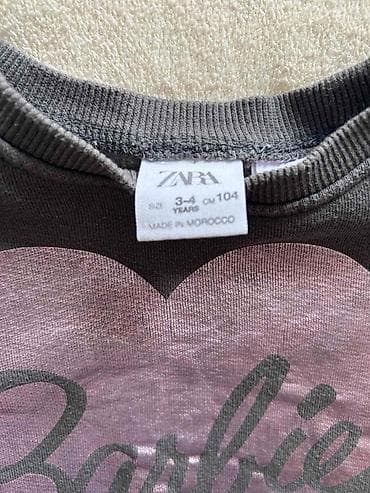 ZARA
SIZE 3-4 CM 104
YEARS
MADE IN MOROCCO
Barbie